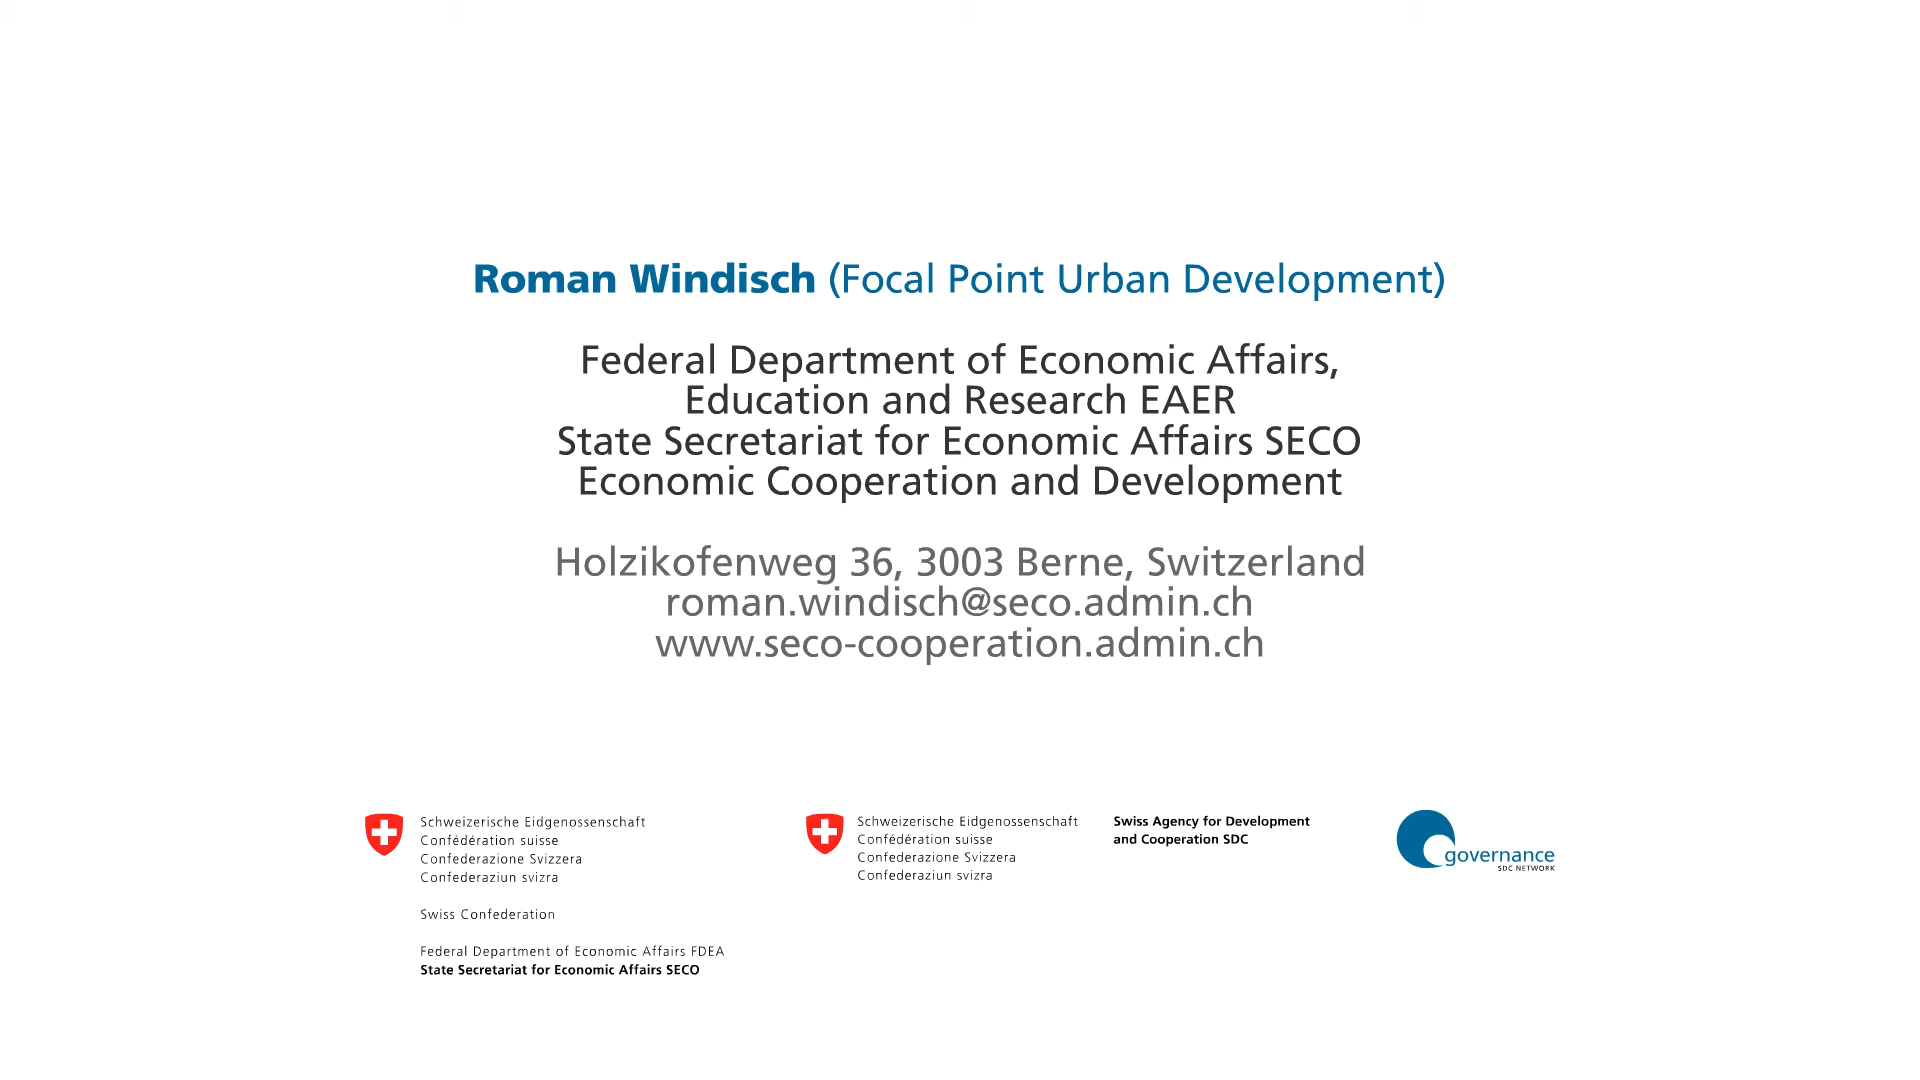 Roman Windisch (Focal Point Urban Development)
Federal Department of Economic Affairs,
Education and Research EAER
State Secretariat for Economic Affairs SECO
Economic Cooperation and Development
Holzikofenweg 36, 3003 Berne, Switzerland
roman.windisch@seco.admin.ch
www.seco-cooperation.admin.ch
Schweizerische Eidgenossenschaft
Confédération suisse
Confederazione Svizzera
Confederaziun svizra
Swiss Confederation
Federal Department of Economic Affairs FDEA
State Secretariat for Economic Affairs SECO
Schweizerische Eidgenossenschaft
Confédération suisse
Confederazione Svizzera
Confederaziun svizra
Swiss Agency for Development
and Cooperation SDC
governance
SDC NETWORK